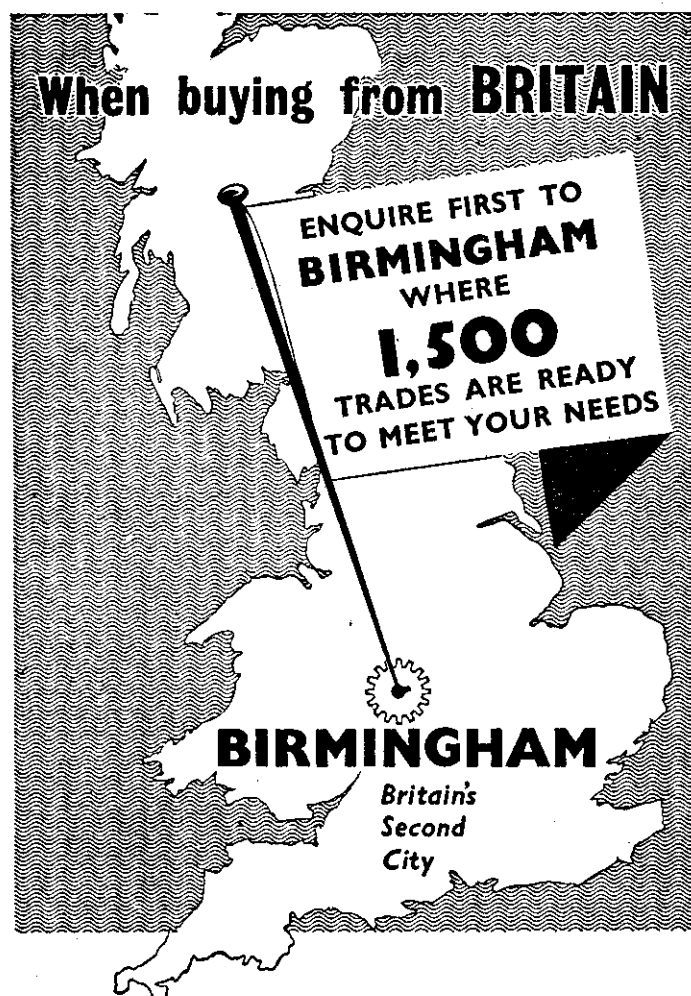 When buying from BRITAIN
ENQUIRE FIRST TO
BIRMINGHAM
WHERE
1,500
TRADES ARE READY
TO MEET YOUR NEEDS
BIRMINGHAM
Britain's
Second
City